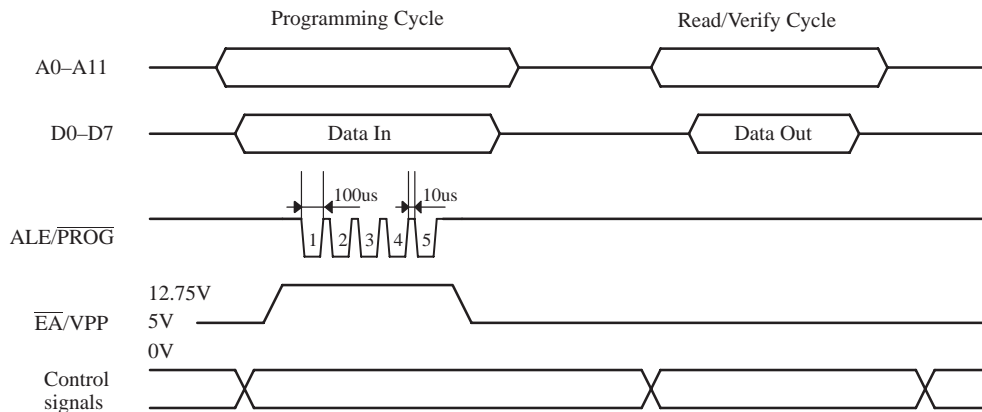 Programming Cycle Read/Verify Cycle
A0–A11
D0–D7 Data In Data Out
100us 10us
ALE/PROG 1 2 3 4 5
12.75V
EA/VPP 5V
0V
Control
signals